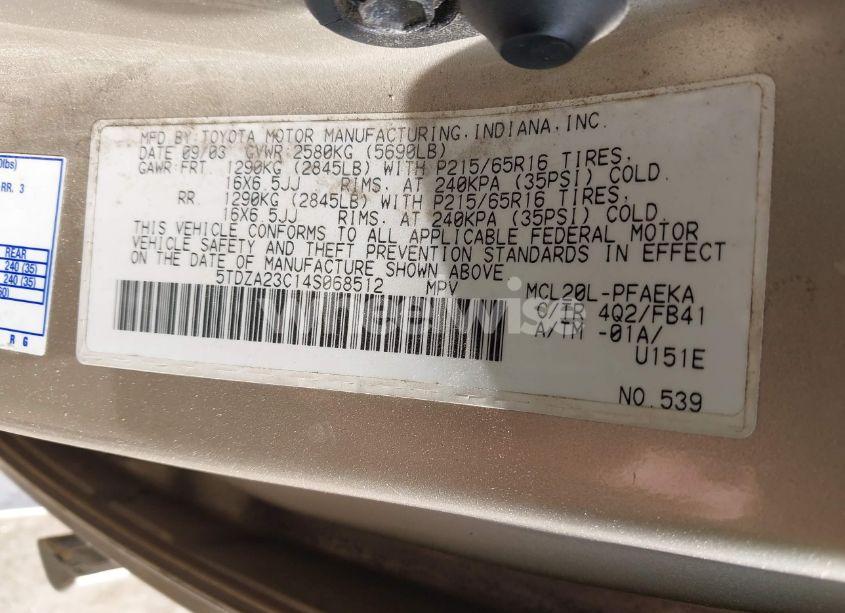 MFD BY TOYOTA MOTOR MANUFACTURING, INDIANA, INC.
DATE 09/03 GVWR 2580KG (5690LB)
GAWR FRT 1290KG (2845LB) WITH P215/65R16 TIRES,
16X6.5JJ RIMS. AT 240KPA (35PSI) COLD.
RR 1290KG (2845LB) WITH P215/65R16 TIRES,
16X6.5JJ RIMS. AT 240KPA (35PSI) COLD.
THIS VEHICLE CONFORMS TO ALL APPLICABLE FEDERAL MOTOR
VEHICLE SAFETY AND THEFT PREVENTION STANDARDS IN EFFECT
ON THE DATE OF MANUFACTURE SHOWN ABOVE
5TDZA23C14S068512 MPV MCL20L-PFAEKA
C/TR 4Q2/FB41
A/TM -01A/
U151E
NO.539
wheelwise
RR. 3
REAR
240 (35)
240 (35)
R G